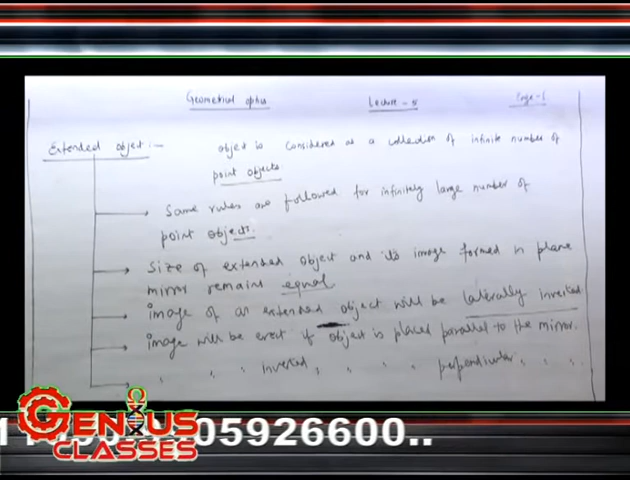 Geometrical optics Lecture - 5 Page-1
Extended object :- object is considered as a collection of infinite number of
point objects
Same rules are followed for infinitely large number of
point objects.
Size of extended object and its image formed in plane
mirror remains equal
image of an extended object will be laterally inverted
image will be erect if object is placed parallel to the mirror.
" " " inverted " " " perpendicular " " ".
GENIUS
CLASSES
05926600..